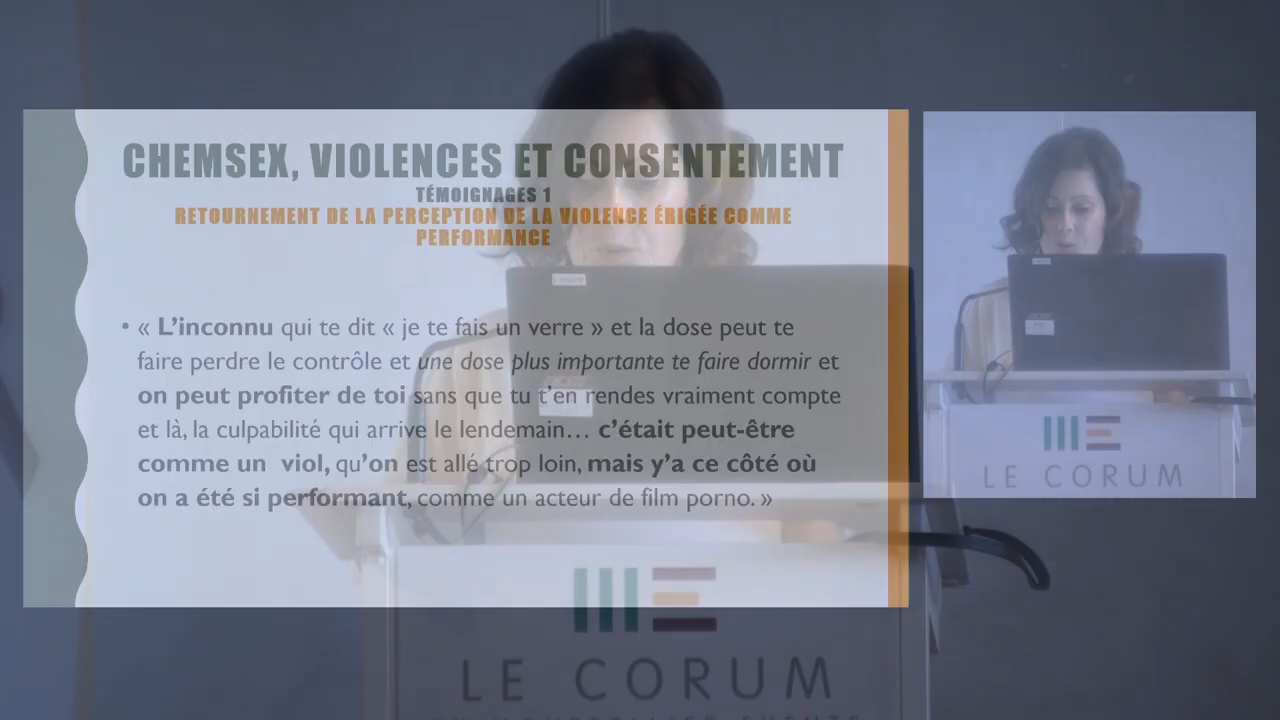 CHEMSEX, VIOLENCES ET CONSENTEMENT
TÉMOIGNAGES 1
RETOURNEMENT DE LA PERCEPTION DE LA VIOLENCE ÉRIGÉE COMME
PERFORMANCE
• « L’inconnu qui te dit « je te fais un verre » et la dose peut te
faire perdre le contrôle et une dose plus importante te faire dormir et
on peut profiter de toi sans que tu t’en rendes vraiment compte
et là, la culpabilité qui arrive le lendemain… c’était peut-être
comme un viol, qu’on est allé trop loin, mais y’a ce côté où
on a été si performant, comme un acteur de film porno. »
LE CORUM
LE CORUM